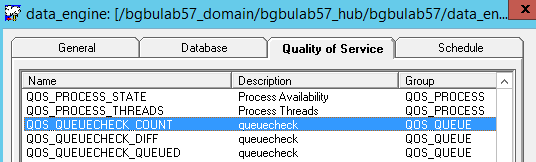 data_engine: [/bgbulab57_domain/bgbulab57_hub/bgbulab57/data_en...
General Database Quality of Service Schedule
Name Description Group
QOS_PROCESS_STATE Process Availability QOS_PROCESS
QOS_PROCESS_THREADS Process Threads QOS_PROCESS
QOS_QUEUECHECK_COUNT queuecheck QOS_QUEUE
QOS_QUEUECHECK_DIFF queuecheck QOS_QUEUE
QOS_QUEUECHECK_QUEUED queuecheck QOS_QUEUE